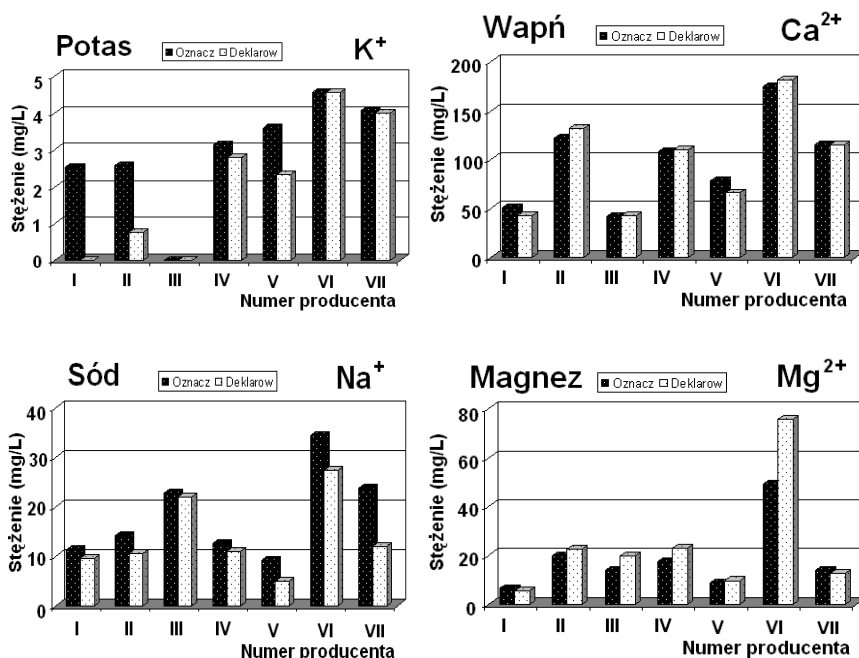 Potas
K+
Oznacz Deklarow
Stężenie (mg/L)
5
4
3
2
1
0
I II III IV V VI VII
Numer producenta
Wapń
Ca2+
Oznacz Deklarow
Stężenie (mg/L)
200
150
100
50
0
I II III IV V VI VII
Numer producenta
Sód
Na+
Oznacz Deklarow
Stężenie (mg/L)
40
30
20
10
0
I II III IV V VI VII
Numer producenta
Magnez
Mg2+
Oznacz Deklarow
Stężenie (mg/L)
80
60
40
20
0
I II III IV V VI VII
Numer producenta